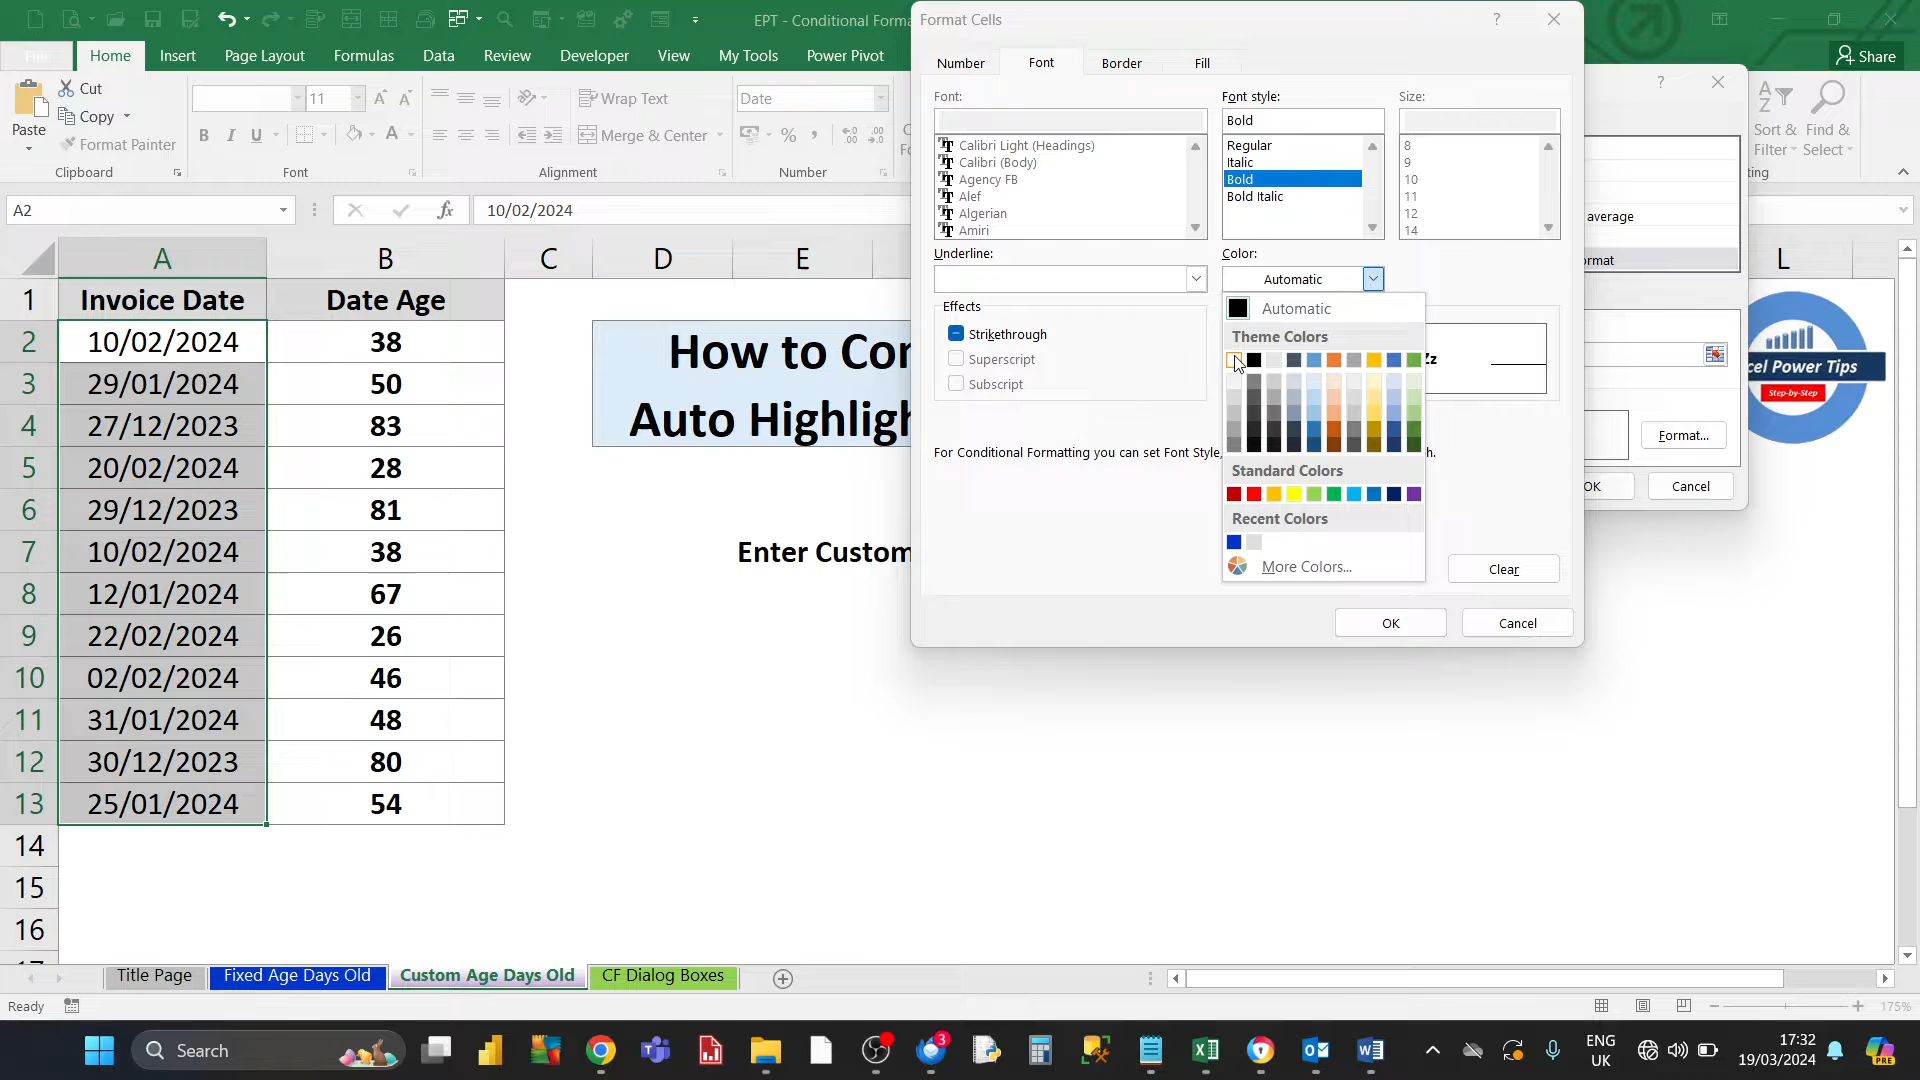 EPT - Conditional Forma
Format Cells
File
Home
Insert
Page Layout
Formulas
Data
Review
Developer
View
My Tools
Power Pivot
Share
Cut
Copy
Format Painter
Paste
Clipboard
11
Font
Wrap Text
Merge & Center
Alignment
Date
Number
Sort & Filter
Find & Select
A2
10/02/2024
A B C D E L
1 Invoice Date Date Age
2 10/02/2024 38
3 29/01/2024 50
4 27/12/2023 83
5 20/02/2024 28
6 29/12/2023 81
7 10/02/2024 38
8 12/01/2024 67
9 22/02/2024 26
10 02/02/2024 46
11 31/01/2024 48
12 30/12/2023 80
13 25/01/2024 54
14
15
16
How to Con
Auto Highligh
Enter Custom
Number
Font
Border
Fill
Font:
Calibri Light (Headings)
Calibri (Body)
Agency FB
Alef
Algerian
Amiri
Font style:
Bold
Regular
Italic
Bold
Bold Italic
Size:
8
9
10
11
12
14
Underline:
Color:
Automatic
Effects
Strikethrough
Superscript
Subscript
Automatic
Theme Colors
Standard Colors
Recent Colors
More Colors...
For Conditional Formatting you can set Font Style,
Clear
OK
Cancel
average
ormat
Format...
OK
Cancel
cel Power Tips
Step-by-Step
Title Page
Fixed Age Days Old
Custom Age Days Old
CF Dialog Boxes
Ready
175%
Search
3
ENG
UK
17:32
19/03/2024
PRE